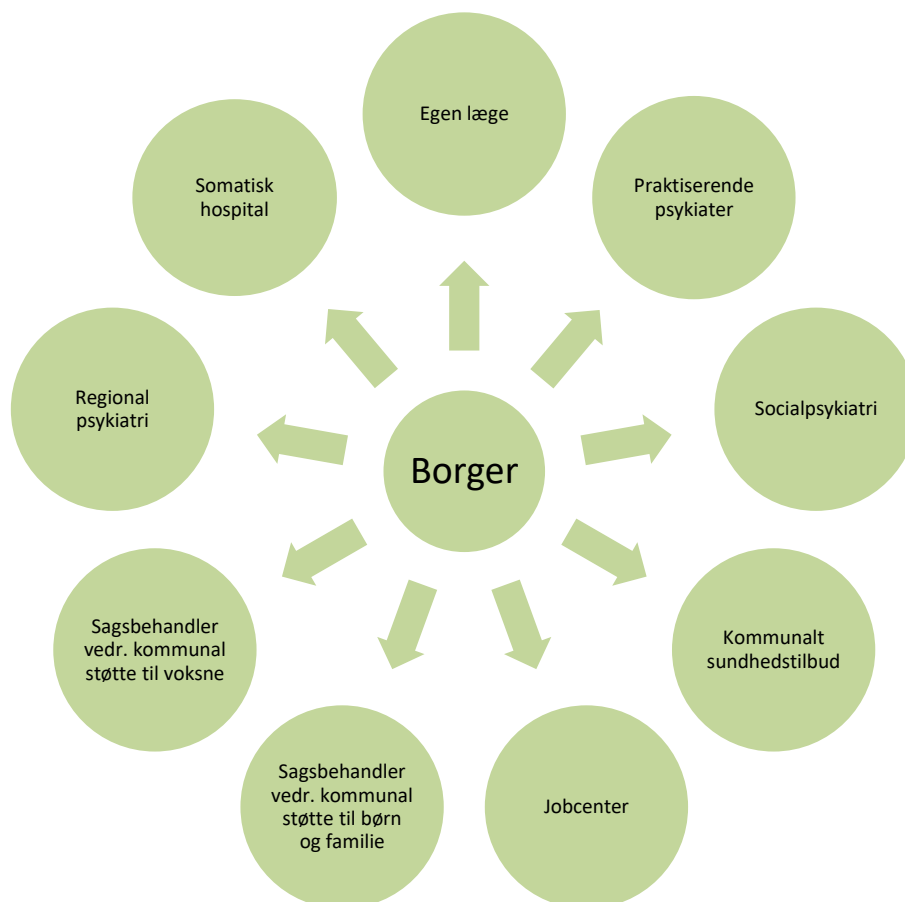 Egen læge
Praktiserende
psykiater
Socialpsykiatri
Kommunalt
sundhedstilbud
Jobcenter
Sagsbehandler
vedr. kommunal
støtte til børn
og familie
Sagsbehandler
vedr. kommunal
støtte til voksne
Regional
psykiatri
Somatisk
hospital
Borger